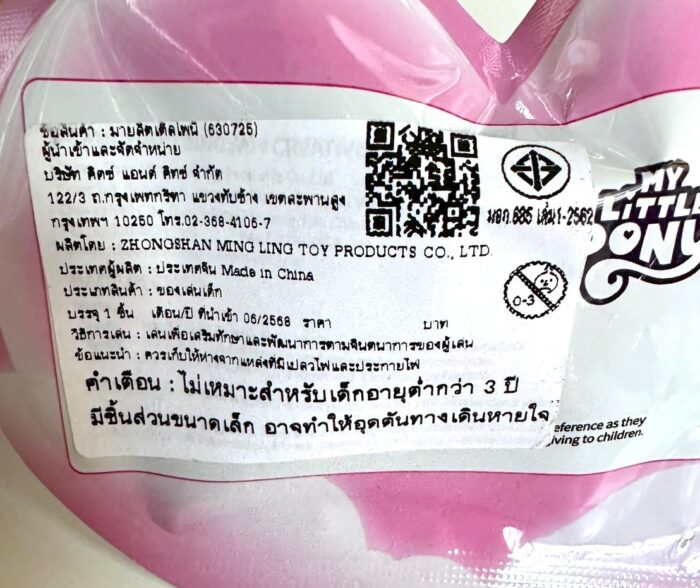 ชื่อสินค้า : มายลิตเติลโพนี่ (630725)
ผู้นำเข้าและจัดจำหน่าย
บริษัท คิตซ์ แอนด์ คิตซ์ จำกัด
122/3 ถ.กรุงเทพกรีฑา แขวงทับช้าง เขตสะพานสูง
กรุงเทพฯ 10250 โทร.02-368-4106-7
ผลิตโดย : ZHONGSHAN MING LING TOY PRODUCTS CO., LTD.
ประเทศผู้ผลิต : ประเทศจีน Made in China
ประเภทสินค้า : ของเล่นเด็ก
บรรจุ 1 ชิ้น เดือน/ปี ที่นำเข้า 06/2568 ราคา บาท
วิธีการเล่น : เล่นเพื่อเสริมทักษะและพัฒนาการตามจินตนาการของผู้เล่น
ข้อแนะนำ : ควรเก็บให้ห่างจากแหล่งที่มีเปลวไฟและประกายไฟ
คำเตือน : ไม่เหมาะสำหรับเด็กอายุต่ำกว่า 3 ปี
มีชิ้นส่วนขนาดเล็ก อาจทำให้อุดตันทางเดินหายใจ
มอก.685 เล่ม1-2562
0-3
MY
LITTLE
PONY
eference as they
giving to children.